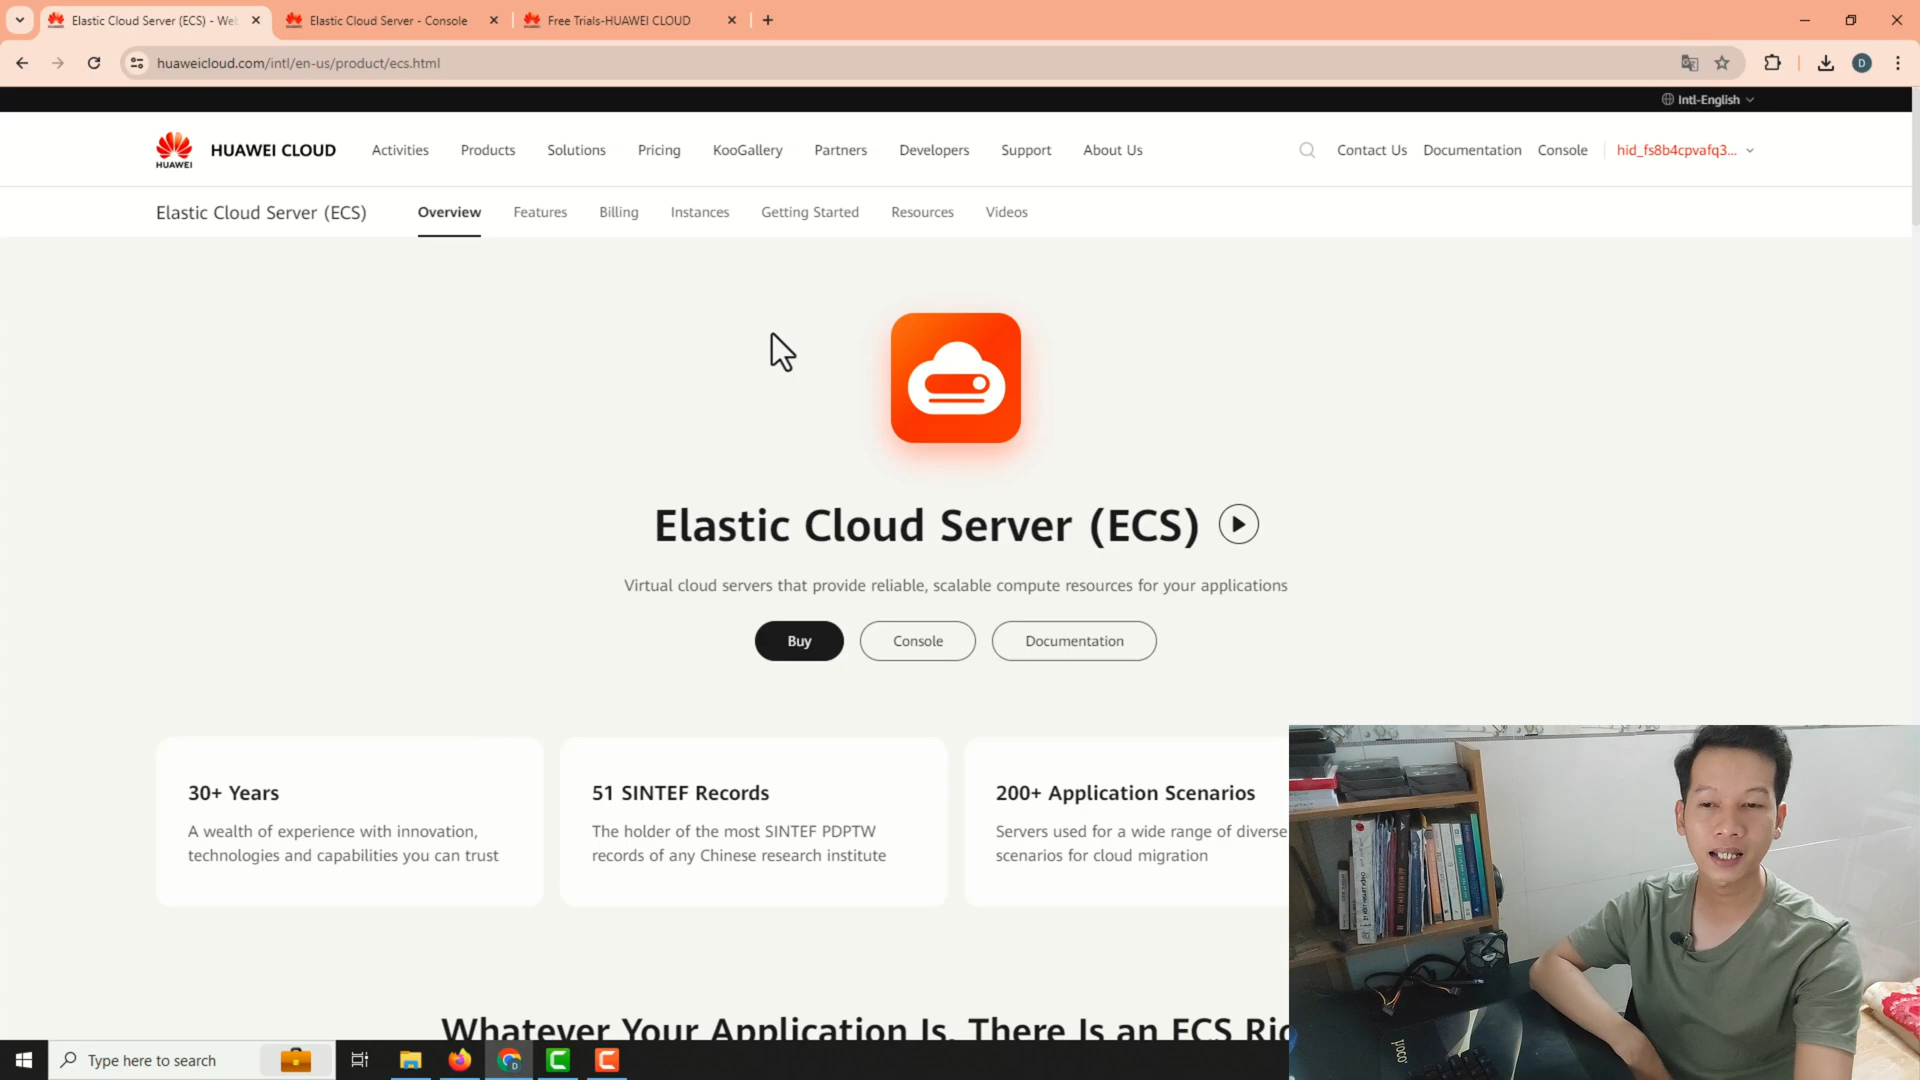 Elastic Cloud Server (ECS) - Web
Elastic Cloud Server - Console
Free Trials-HUAWEI CLOUD
huaweicloud.com/intl/en-us/product/ecs.html
D
Intl-English
HUAWEI
HUAWEI CLOUD
Activities
Products
Solutions
Pricing
KooGallery
Partners
Developers
Support
About Us
Contact Us
Documentation
Console
hid_fs8b4cpvafq3...
Elastic Cloud Server (ECS)
Overview
Features
Billing
Instances
Getting Started
Resources
Videos
Elastic Cloud Server (ECS)
Virtual cloud servers that provide reliable, scalable compute resources for your applications
Buy
Console
Documentation
30+ Years
A wealth of experience with innovation,
technologies and capabilities you can trust
51 SINTEF Records
The holder of the most SINTEF PDPTW
records of any Chinese research institute
200+ Application Scenarios
Servers used for a wide range of diverse
scenarios for cloud migration
Whatever Your Application Is, There Is an ECS Rig
Type here to search